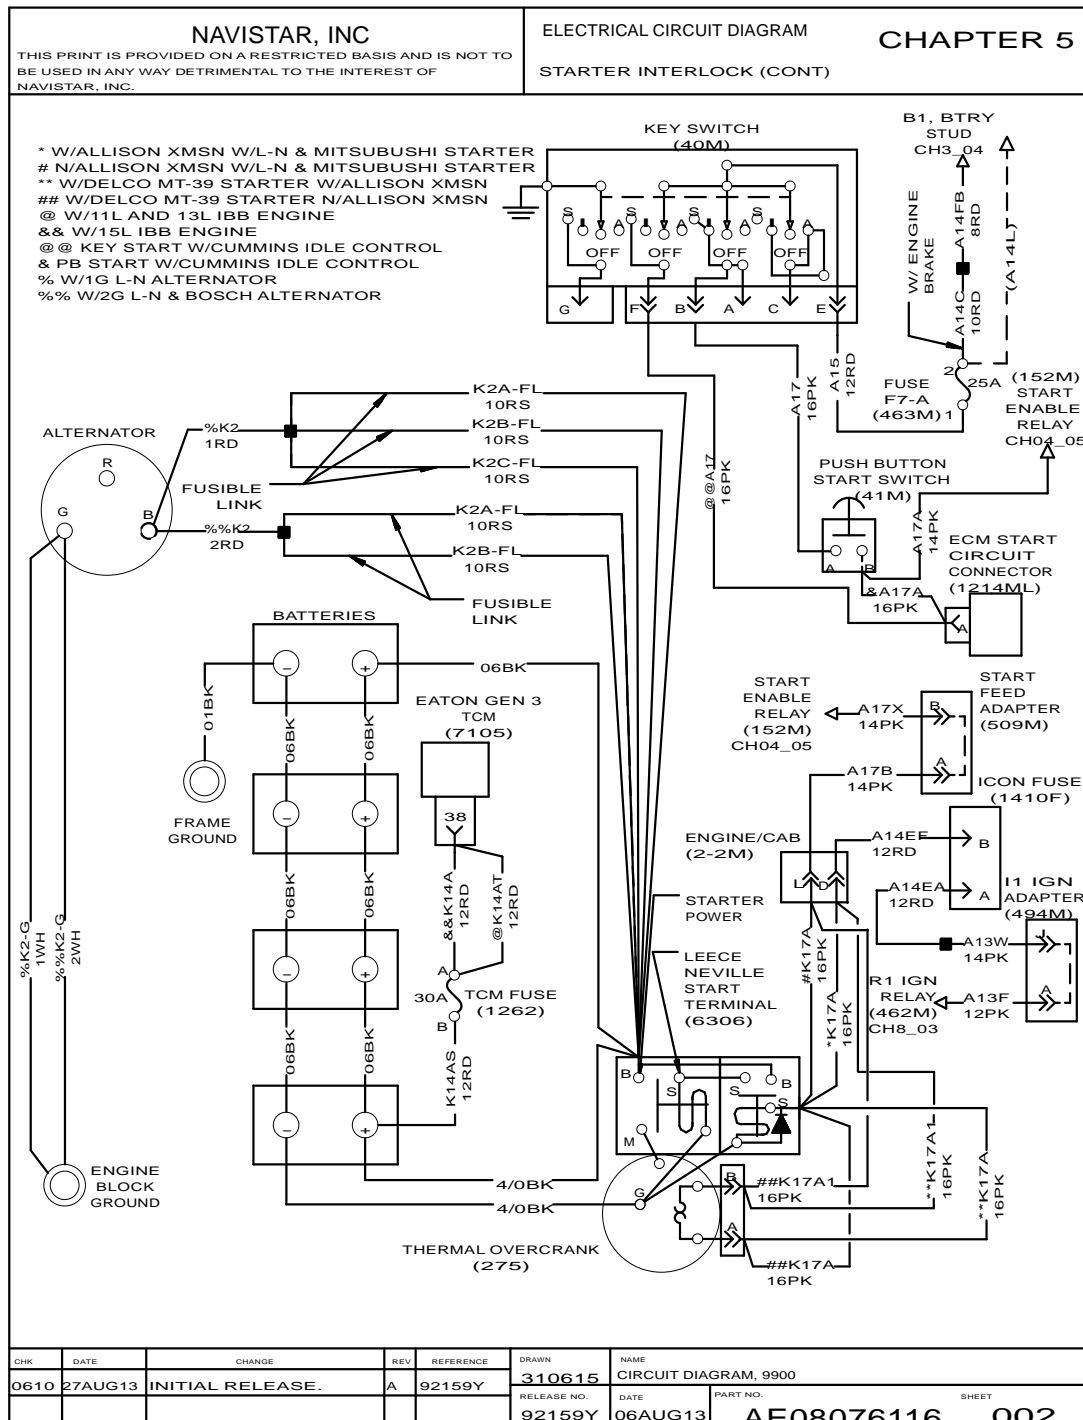 NAVISTAR, INC
THIS PRINT IS PROVIDED ON A RESTRICTED BASIS AND IS NOT TO
BE USED IN ANY WAY DETRIMENTAL TO THE INTEREST OF
NAVISTAR, INC.
ELECTRICAL CIRCUIT DIAGRAM
STARTER INTERLOCK (CONT)
CHAPTER 5
* W/ALLISON XMSN W/L-N & MITSUBUSHI STARTER
# N/ALLISON XMSN W/L-N & MITSUBUSHI STARTER
** W/DELCO MT-39 STARTER W/ALLISON XMSN
## W/DELCO MT-39 STARTER N/ALLISON XMSN
@ W/11L AND 13L IBB ENGINE
&& W/15L IBB ENGINE
@@ KEY START W/CUMMINS IDLE CONTROL
& PB START W/CUMMINS IDLE CONTROL
% W/1G L-N ALTERNATOR
%% W/2G L-N & BOSCH ALTERNATOR
KEY SWITCH
(40M)
S I A
S I A
S I A
S I A
OFF OFF OFF OFF
G F B A C E
B1, BTRY
STUD
CH3_04
A14FB
8RD
(A14L)
W/ ENGINE
BRAKE
A14C
10RD
2
25A
FUSE
F7-A
(463M) 1
(152M)
START
ENABLE
RELAY
CH04_05
A17
16PK
A15
12RD
@@A17
16PK
ALTERNATOR
R
G
B
%K2
1RD
%%K2
2RD
K2A-FL
10RS
K2B-FL
10RS
K2C-FL
10RS
FUSIBLE
LINK
K2A-FL
10RS
K2B-FL
10RS
FUSIBLE
LINK
PUSH BUTTON
START SWITCH
(41M)
A B
A17A
14PK
&A17A
16PK
ECM START
CIRCUIT
CONNECTOR
(1214ML)
A
BATTERIES
- +
06BK
01BK
06BK
06BK
- +
FRAME
GROUND
06BK
06BK
- +
06BK
06BK
- +
EATON GEN 3
TCM
(7105)
38
&&K14A
12RD
@K14AT
12RD
A
30A
B
TCM FUSE
(1262)
K14AS
12RD
START
ENABLE
RELAY
(152M)
CH04_05
A17X
14PK
B
A
START
FEED
ADAPTER
(509M)
A17B
14PK
ICON FUSE
(1410F)
ENGINE/CAB
(2-2M)
L D
A14EF
12RD
B
A14EA
12RD
A
I1 IGN
ADAPTER
(494M)
A13W
14PK
A
R1 IGN
RELAY
(462M)
CH8_03
A13F
12PK
STARTER
POWER
LEECE
NEVILLE
START
TERMINAL
(6306)
#K17A
16PK
*K17A
16PK
%K2-G
1WH
%%K2-G
2WH
ENGINE
BLOCK
GROUND
B
S
M
S
B
S
G
B
A
4/0BK
4/0BK
THERMAL OVERCRANK
(275)
##K17A1
16PK
##K17A
16PK
**K17A1
16PK
**K17A
16PK
CHK DATE CHANGE REV REFERENCE
0610 27AUG13 INITIAL RELEASE. A 92159Y
DRAWN
310615
NAME
CIRCUIT DIAGRAM, 9900
RELEASE NO.
92159Y
DATE
06AUG13
PART NO.
AE08076116
SHEET
002